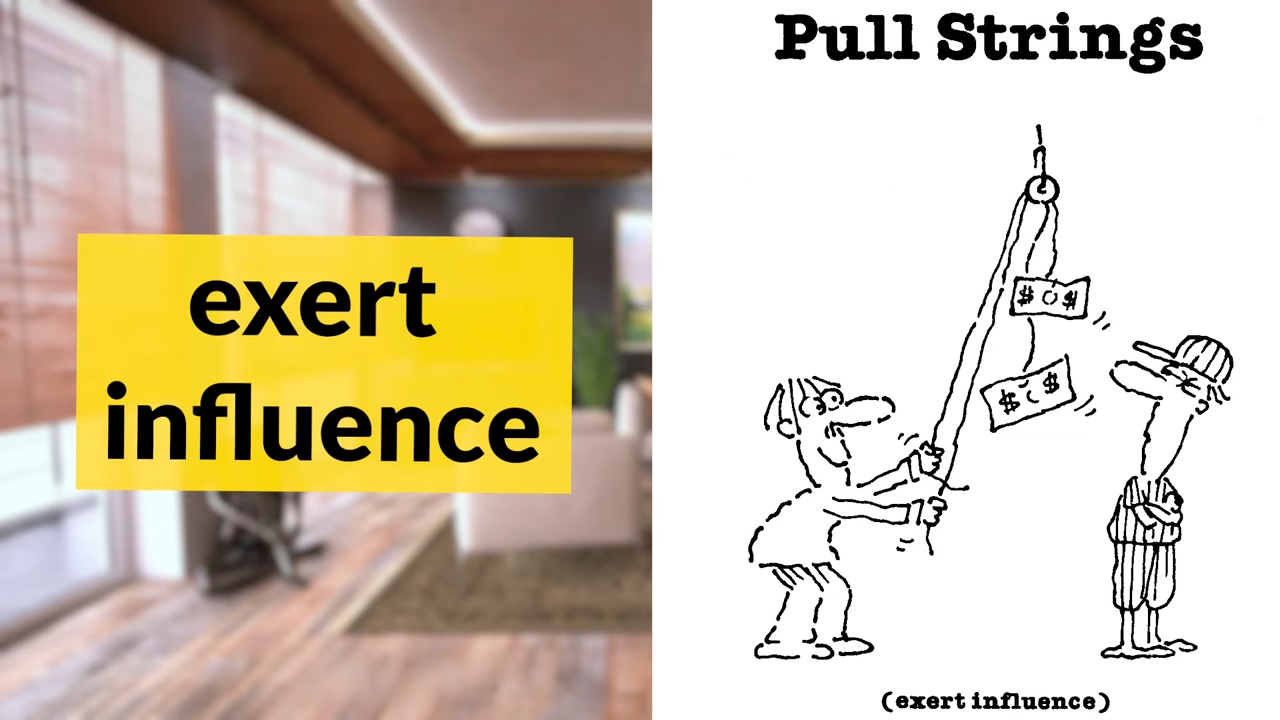 exert
influence
Pull Strings
$ $
$ $
(exert influence)